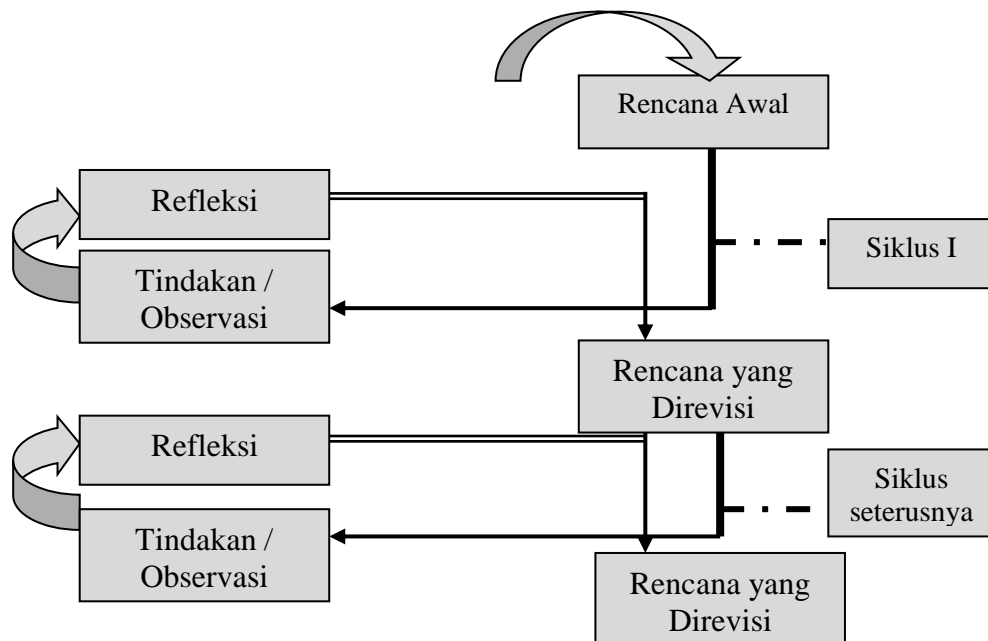 Rencana Awal
Refleksi
Siklus I
Tindakan /
Observasi
Rencana yang
Direvisi
Refleksi
Siklus
seterusnya
Tindakan /
Observasi
Rencana yang
Direvisi